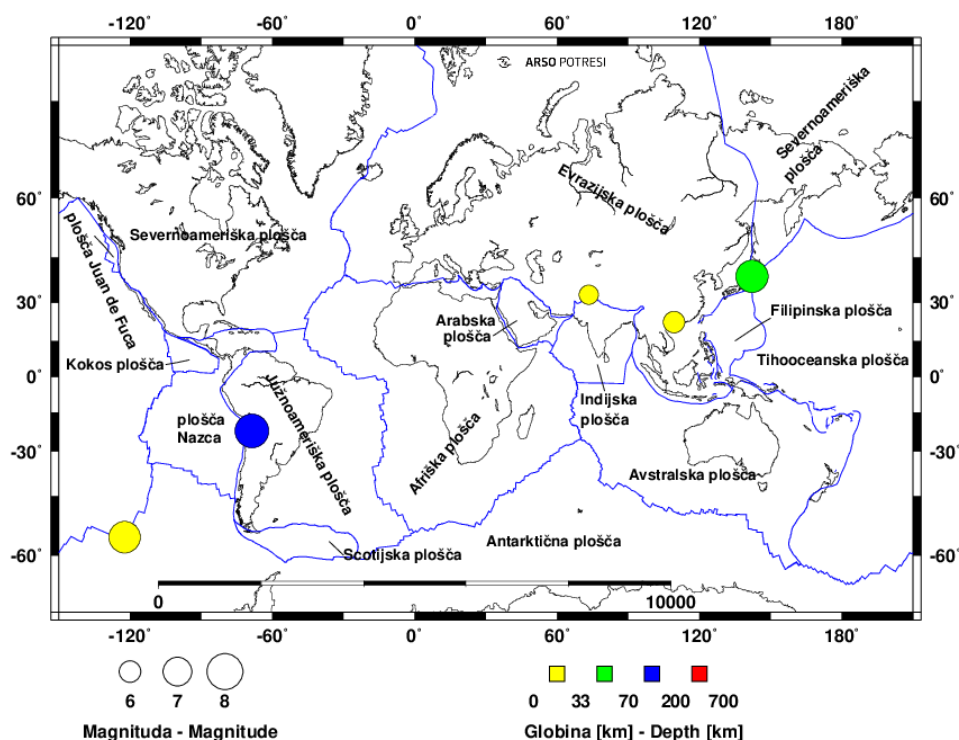 -120° -60° 0° 60° 120° 180°
ARSO POTRESI
Severnoameriška
plošča
Evrazijska plošča
60° 60°
Severnoameriška plošča
plošča Juan de Fuca
30° 30°
Arabska
plošča
Filipinska plošča
Kokos plošča
Tihooceanska plošča
0° 0°
Indijska
plošča
Južnoameriška plošča
plošča
Nazca
Afriška plošča
-30° -30°
Avstralska plošča
Antarktična plošča
Scotijska plošča
-60° -60°
0 10000
-120° -60° 0° 60° 120° 180°
6 7 8
0 33 70 200 700
Magnituda - Magnitude
Globina [km] - Depth [km]